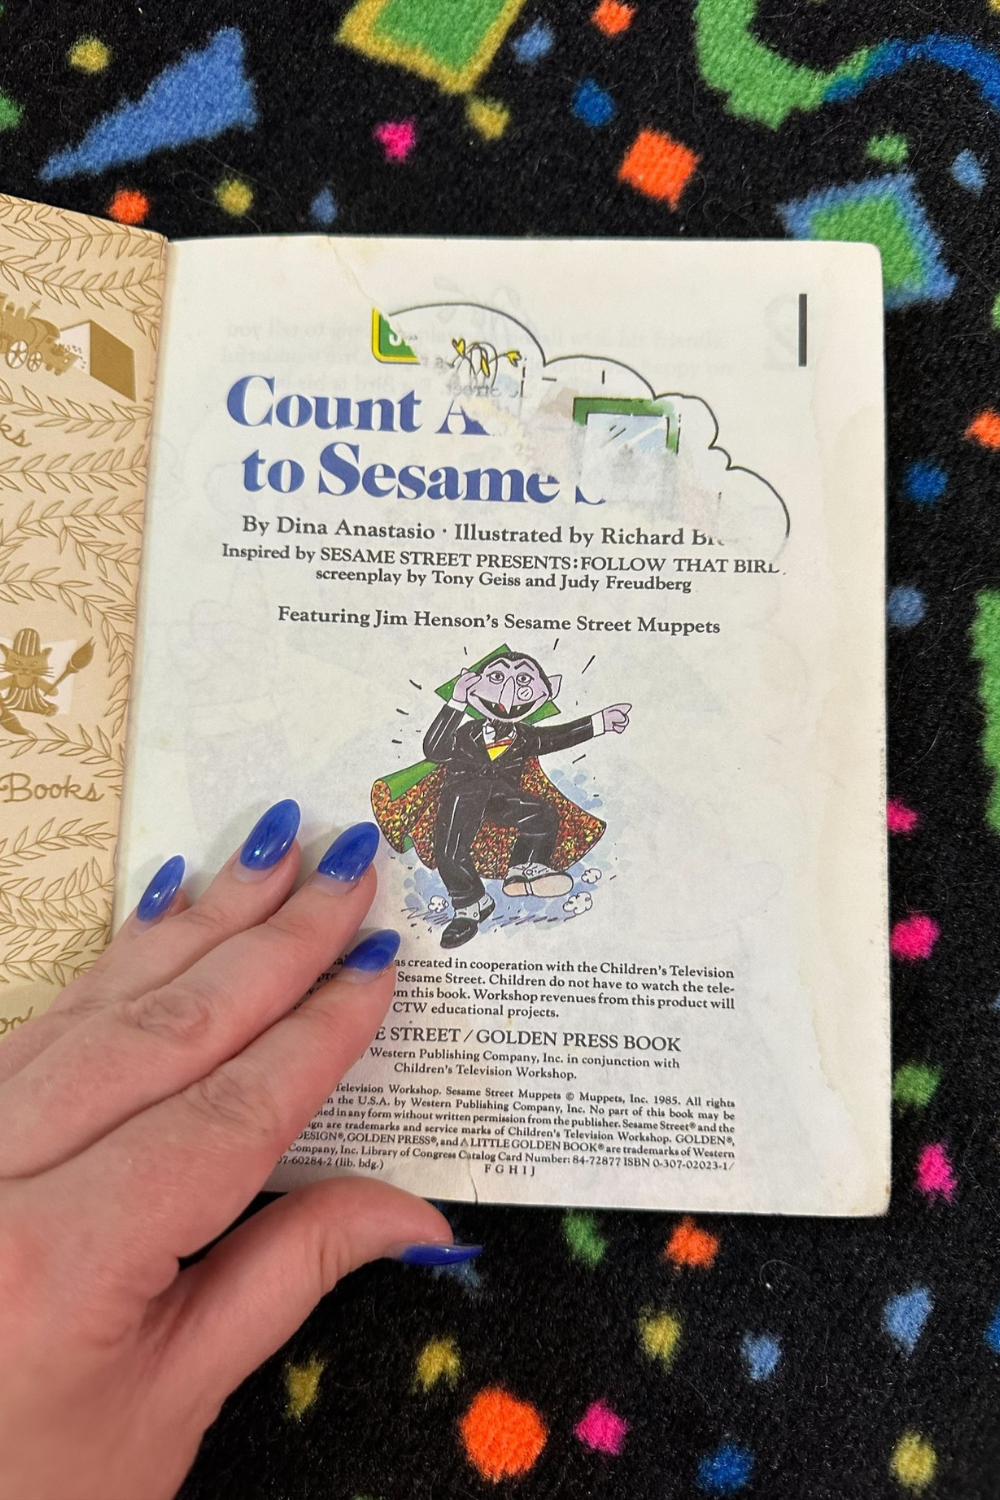 Count A
to Sesame
By Dina Anastasio · Illustrated by Richard
Inspired by SESAME STREET PRESENTS: FOLLOW THAT BIRD
screenplay by Tony Geiss and Judy Freudberg
Featuring Jim Henson's Sesame Street Muppets
as created in cooperation with the Children's Television
Sesame Street. Children do not have to watch the tele-
this book. Workshop revenues from this product will
CTW educational projects.
STREET / GOLDEN PRESS BOOK
Western Publishing Company, Inc. in conjunction with
Children's Television Workshop.
Television Workshop. Sesame Street Muppets © Muppets, Inc. 1985. All rights
the U.S.A. by Western Publishing Company, Inc. No part of this book may be
in any form without written permission from the publisher. Sesame Street® and the
are trademarks and service marks of Children's Television Workshop. GOLDEN®,
DESIGN®, GOLDEN PRESS®, and A LITTLE GOLDEN BOOK® are trademarks of Western
Company, Inc. Library of Congress Catalog Card Number: 84-72877 ISBN 0-307-02023-1/
60284-2 (lib. bdg.) F G H I J
Books